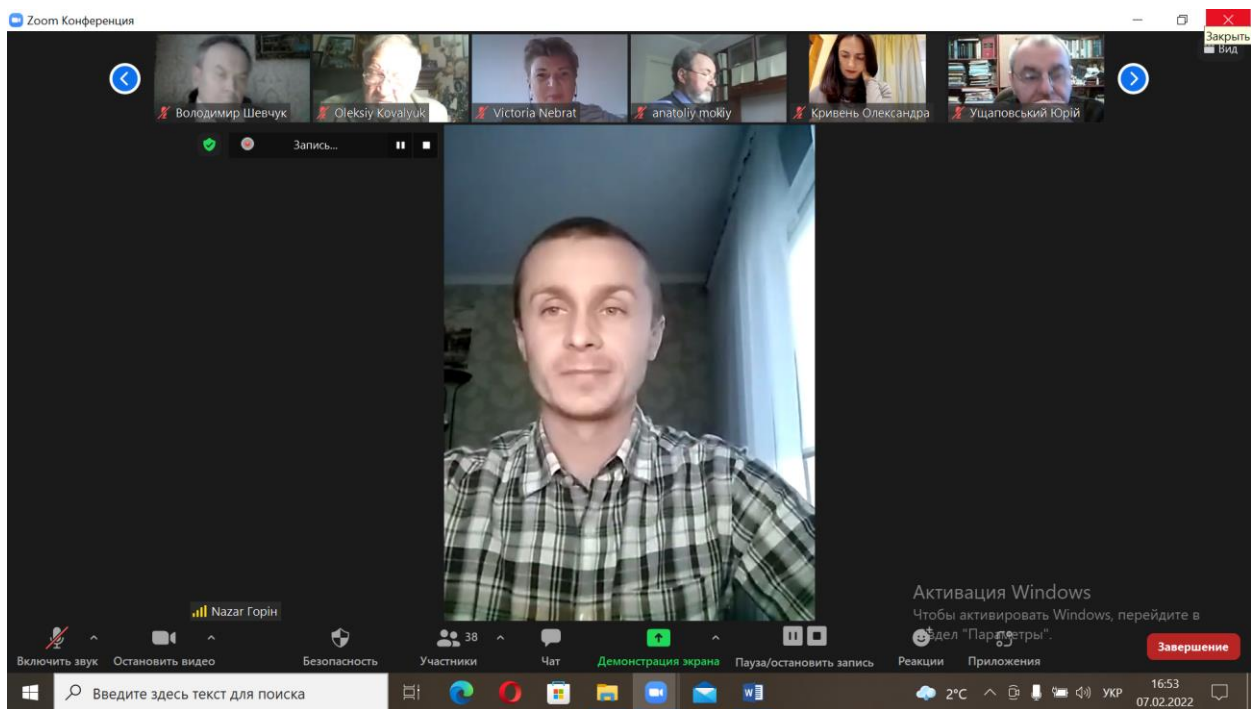 Zoom Конференция
Закрыть
Вид
Володимир Шевчук
Oleksiy Kovalyuk
Victoria Nebrat
anatoliy mokiy
Кривень Олександра
Ущаповський Юрій
Запись...
Nazar Горін
Активация Windows
Чтобы активировать Windows, перейдите в
раздел "Параметры".
38
Включить звук
Остановить видео
Безопасность
Участники
Чат
Демонстрация экрана
Пауза/остановить запись
Реакции
Приложения
Завершение
Введите здесь текст для поиска
2°C
УКР
16:53
07.02.2022